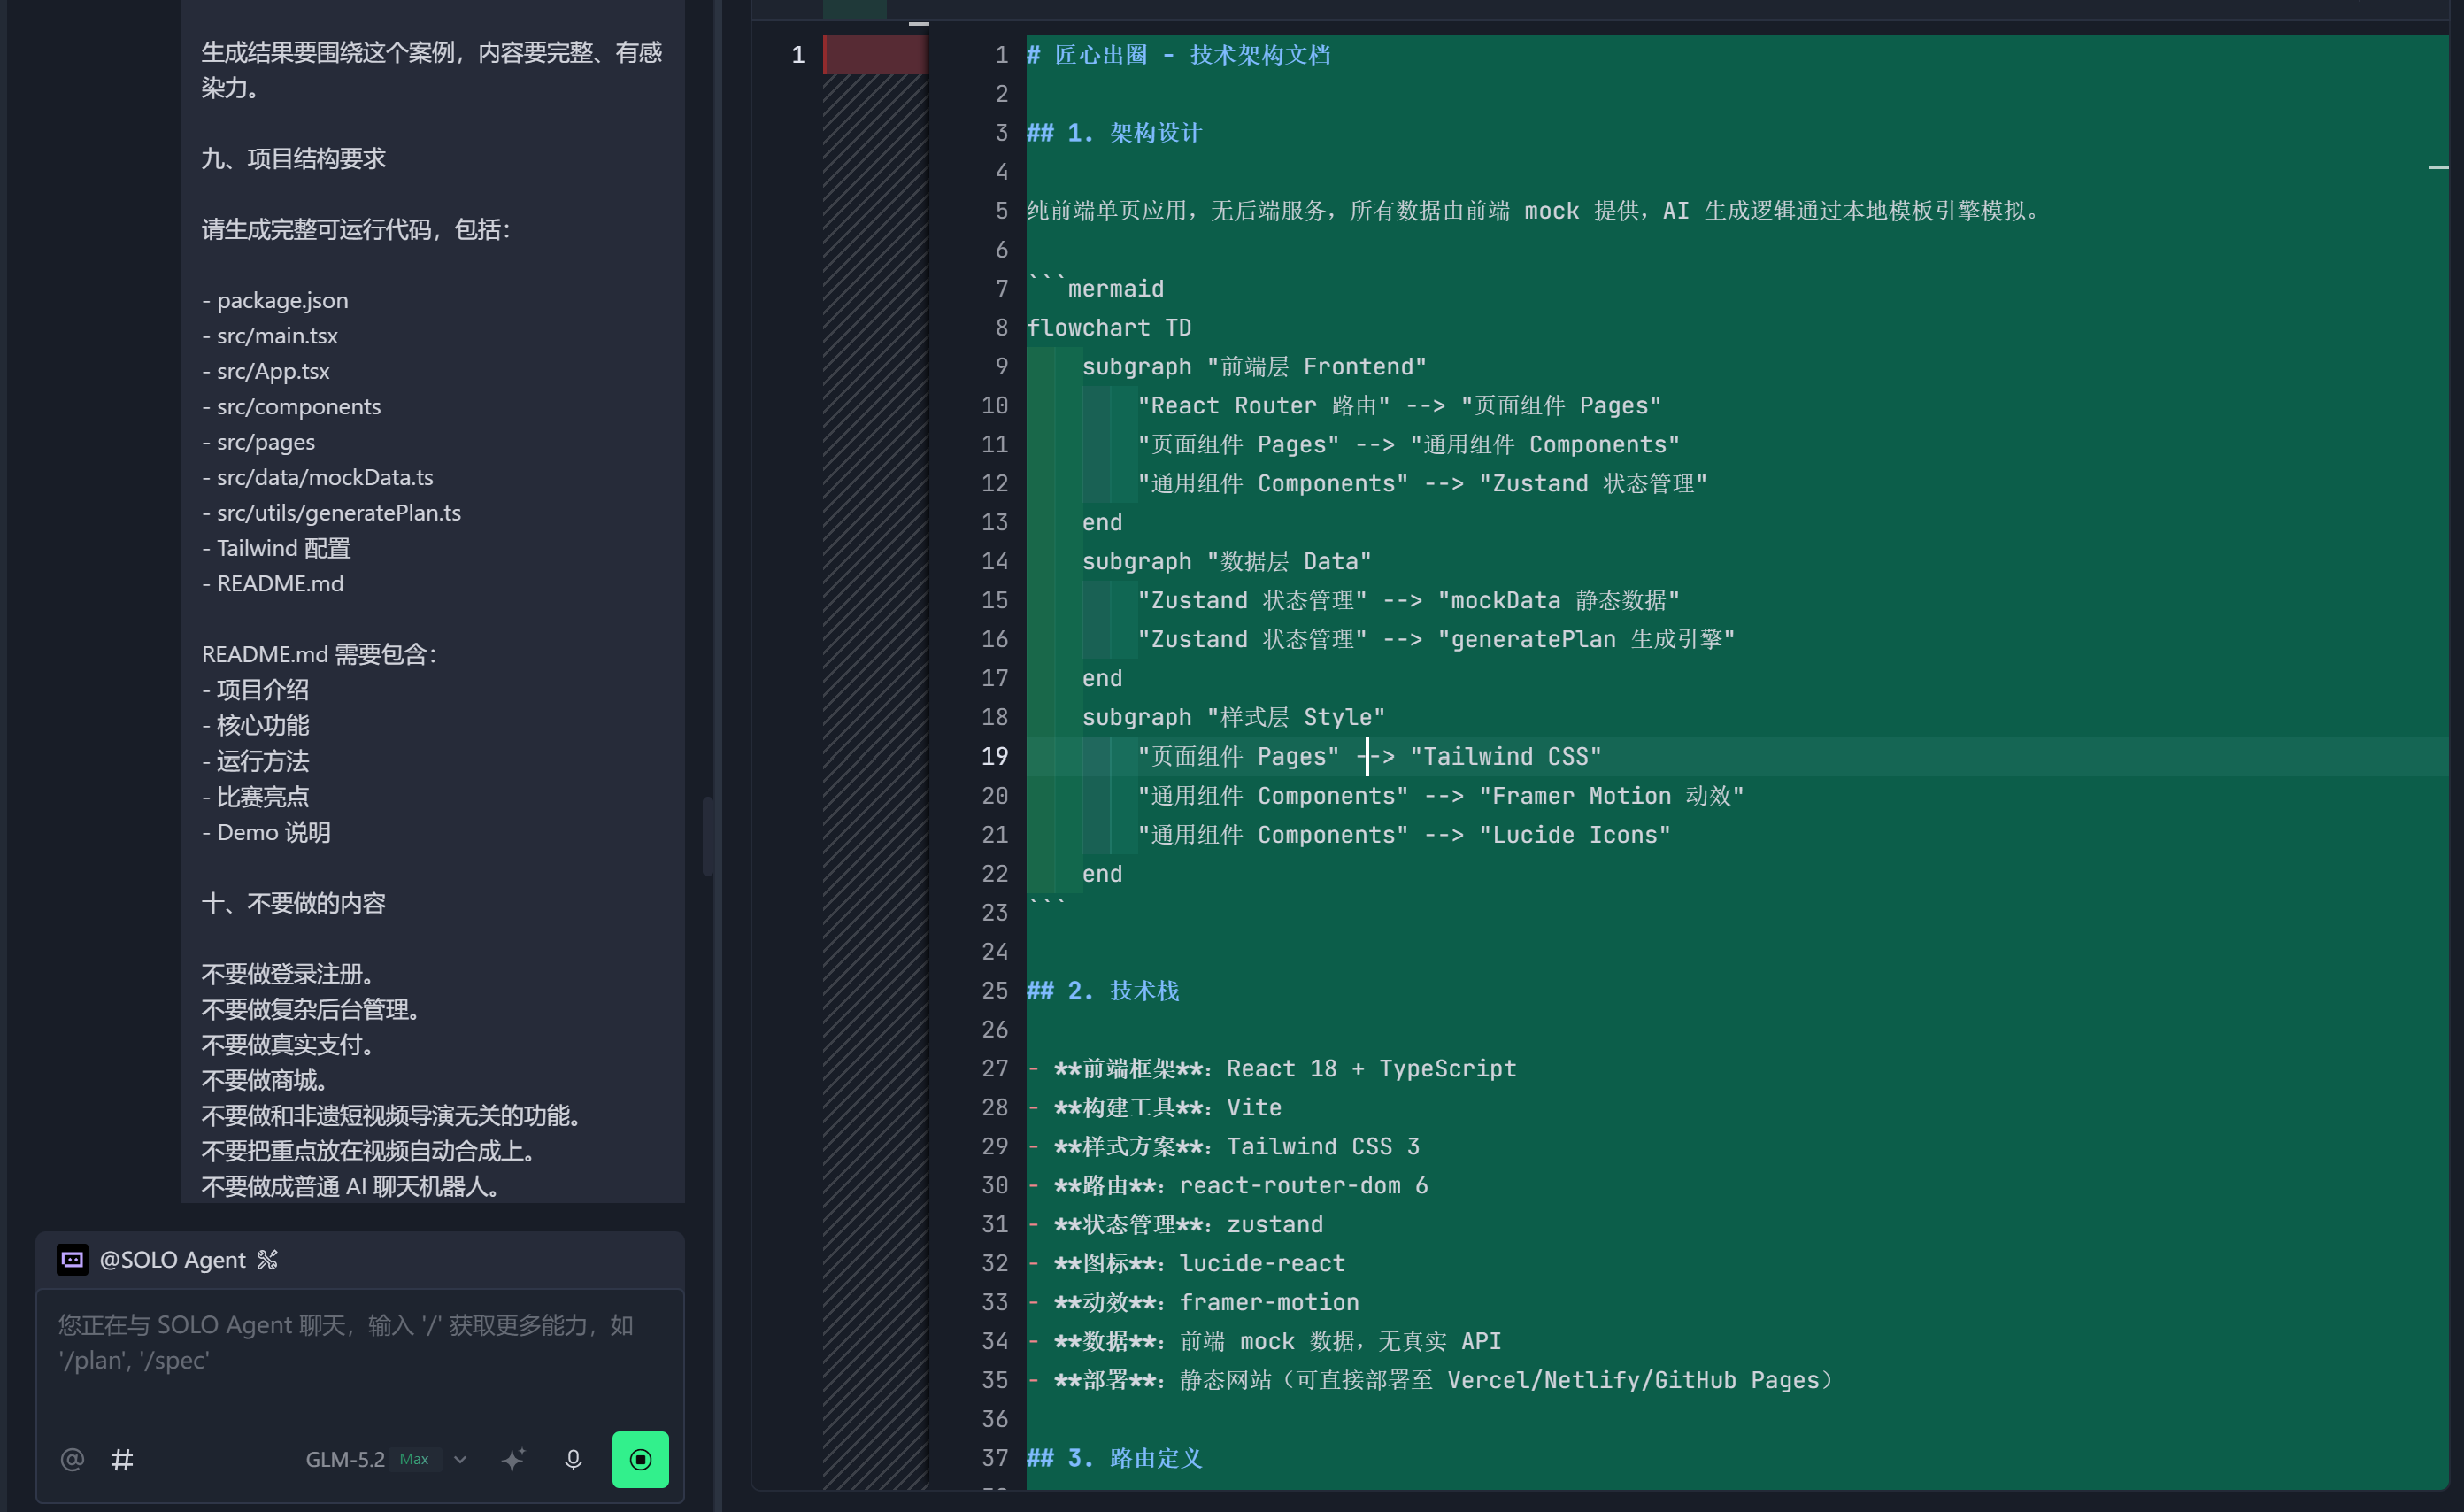 生成结果要围绕这个案例，内容要完整、有感
染力。
九、项目结构要求
请生成完整可运行代码，包括：
- package.json
- src/main.tsx
- src/App.tsx
- src/components
- src/pages
- src/data/mockData.ts
- src/utils/generatePlan.ts
- Tailwind 配置
- README.md
README.md 需要包含：
- 项目介绍
- 核心功能
- 运行方法
- 比赛亮点
- Demo 说明
十、不要做的内容
不要做登录注册。
不要做复杂后台管理。
不要做真实支付。
不要做商城。
不要做和非遗短视频导演无关的功能。
不要把重点放在视频自动合成上。
不要做成普通 AI 聊天机器人。
@SOLO Agent
您正在与 SOLO Agent 聊天，输入 '/' 获取更多能力，如
'/plan', '/spec'
@ # GLM-5.2 Max
1
1 # 匠心出圈 - 技术架构文档
2
3 ## 1. 架构设计
4
5 纯前端单页应用，无后端服务，所有数据由前端 mock 提供，AI 生成逻辑通过本地模板引擎模拟。
6
7 ```mermaid
8 flowchart TD
9 subgraph "前端层 Frontend"
10 "React Router 路由" --> "页面组件 Pages"
11 "页面组件 Pages" --> "通用组件 Components"
12 "通用组件 Components" --> "Zustand 状态管理"
13 end
14 subgraph "数据层 Data"
15 "Zustand 状态管理" --> "mockData 静态数据"
16 "Zustand 状态管理" --> "generatePlan 生成引擎"
17 end
18 subgraph "样式层 Style"
19 "页面组件 Pages" --> "Tailwind CSS"
20 "通用组件 Components" --> "Framer Motion 动效"
21 "通用组件 Components" --> "Lucide Icons"
22 end
23 ```
24
25 ## 2. 技术栈
26
27 - **前端框架**：React 18 + TypeScript
28 - **构建工具**：Vite
29 - **样式方案**：Tailwind CSS 3
30 - **路由**：react-router-dom 6
31 - **状态管理**：zustand
32 - **图标**：lucide-react
33 - **动效**：framer-motion
34 - **数据**：前端 mock 数据，无真实 API
35 - **部署**：静态网站（可直接部署至 Vercel/Netlify/GitHub Pages）
36
37 ## 3. 路由定义